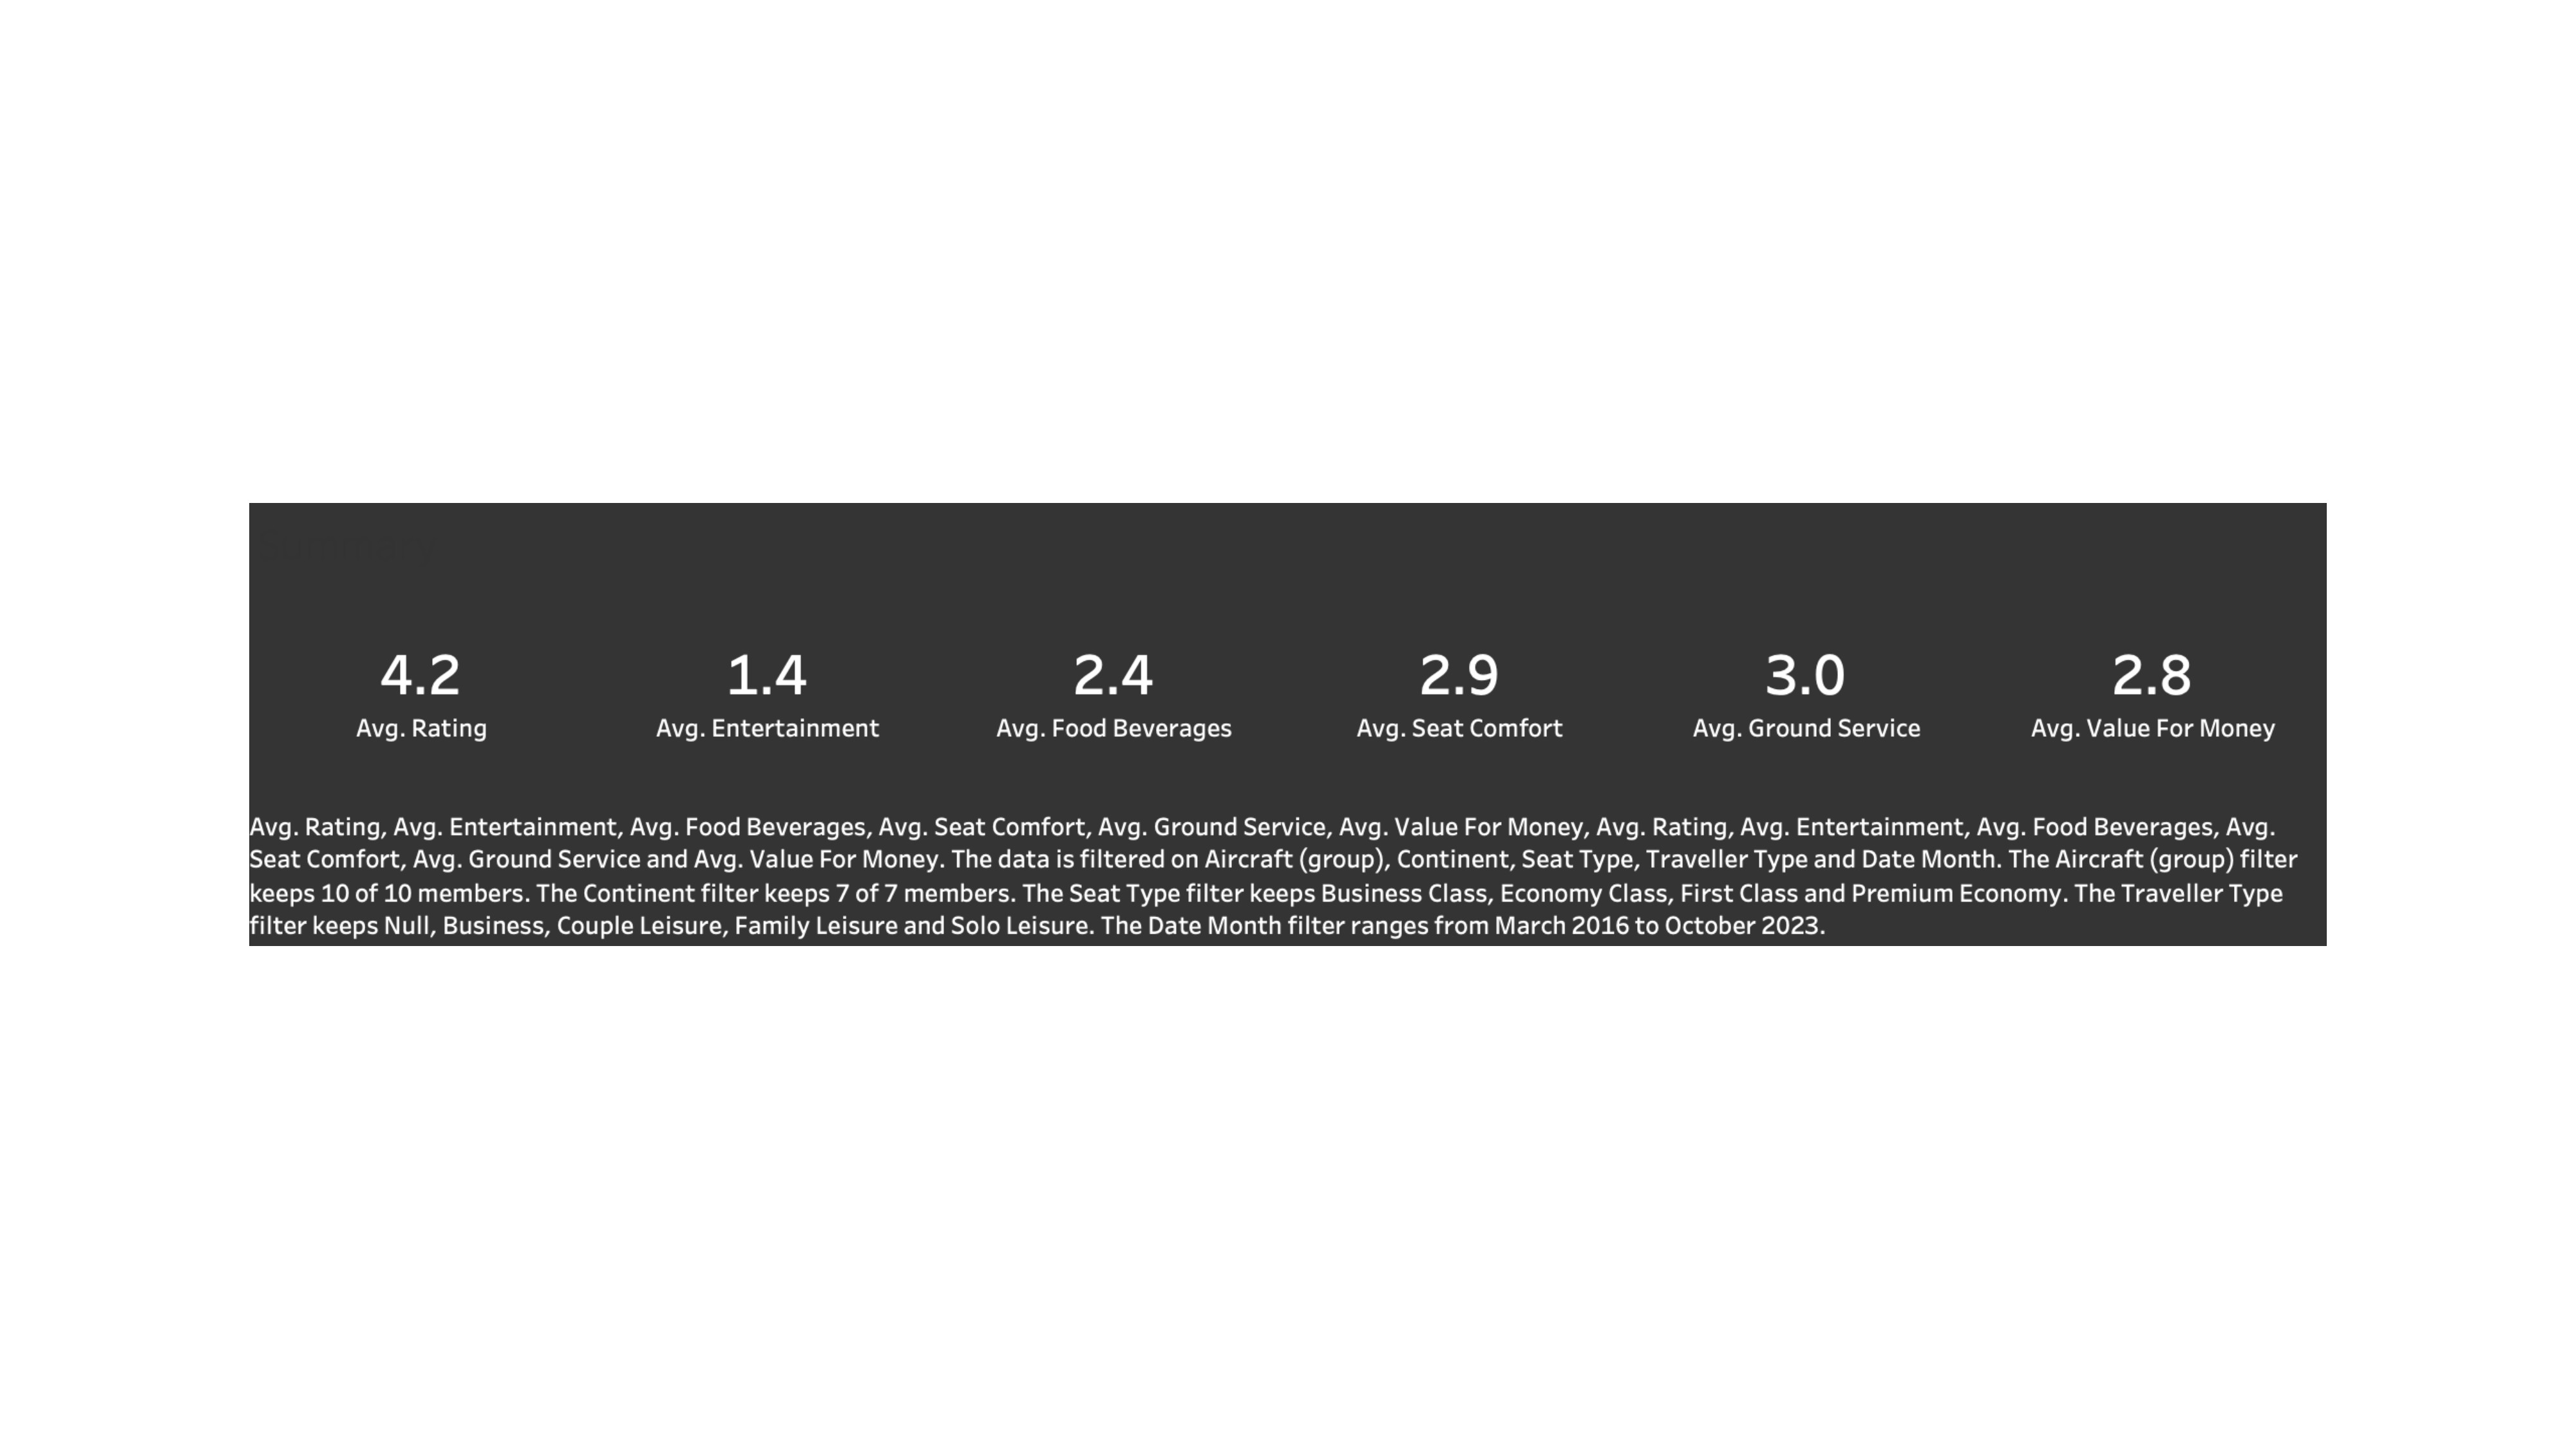 4.2 1.4 2.4 2.9 3.0 2.8
Avg. Rating Avg. Entertainment Avg. Food Beverages Avg. Seat Comfort Avg. Ground Service Avg. Value For Money
Avg. Rating, Avg. Entertainment, Avg. Food Beverages, Avg. Seat Comfort, Avg. Ground Service, Avg. Value For Money, Avg. Rating, Avg. Entertainment, Avg. Food Beverages, Avg.
Seat Comfort, Avg. Ground Service and Avg. Value For Money. The data is filtered on Aircraft (group), Continent, Seat Type, Traveller Type and Date Month. The Aircraft (group) filter
keeps 10 of 10 members. The Continent filter keeps 7 of 7 members. The Seat Type filter keeps Business Class, Economy Class, First Class and Premium Economy. The Traveller Type
filter keeps Null, Business, Couple Leisure, Family Leisure and Solo Leisure. The Date Month filter ranges from March 2016 to October 2023.